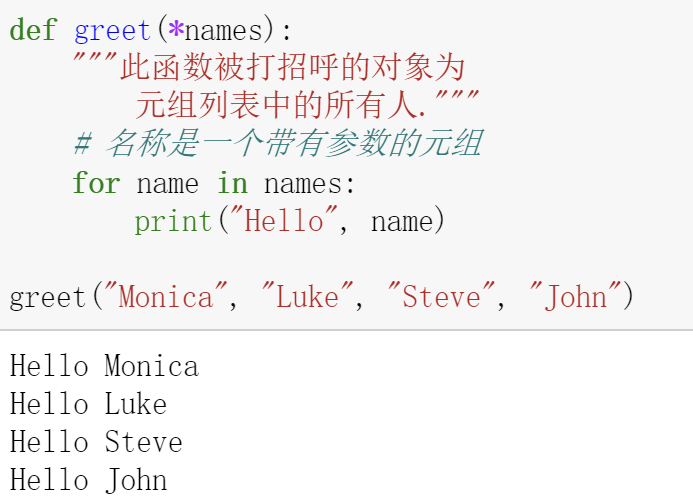 def greet(*names):
    """此函数被打招呼的对象为
        元组列表中的所有人."""
    # 名称是一个带有参数的元组
    for name in names:
        print("Hello", name)
greet("Monica", "Luke", "Steve", "John")
Hello Monica
Hello Luke
Hello Steve
Hello John